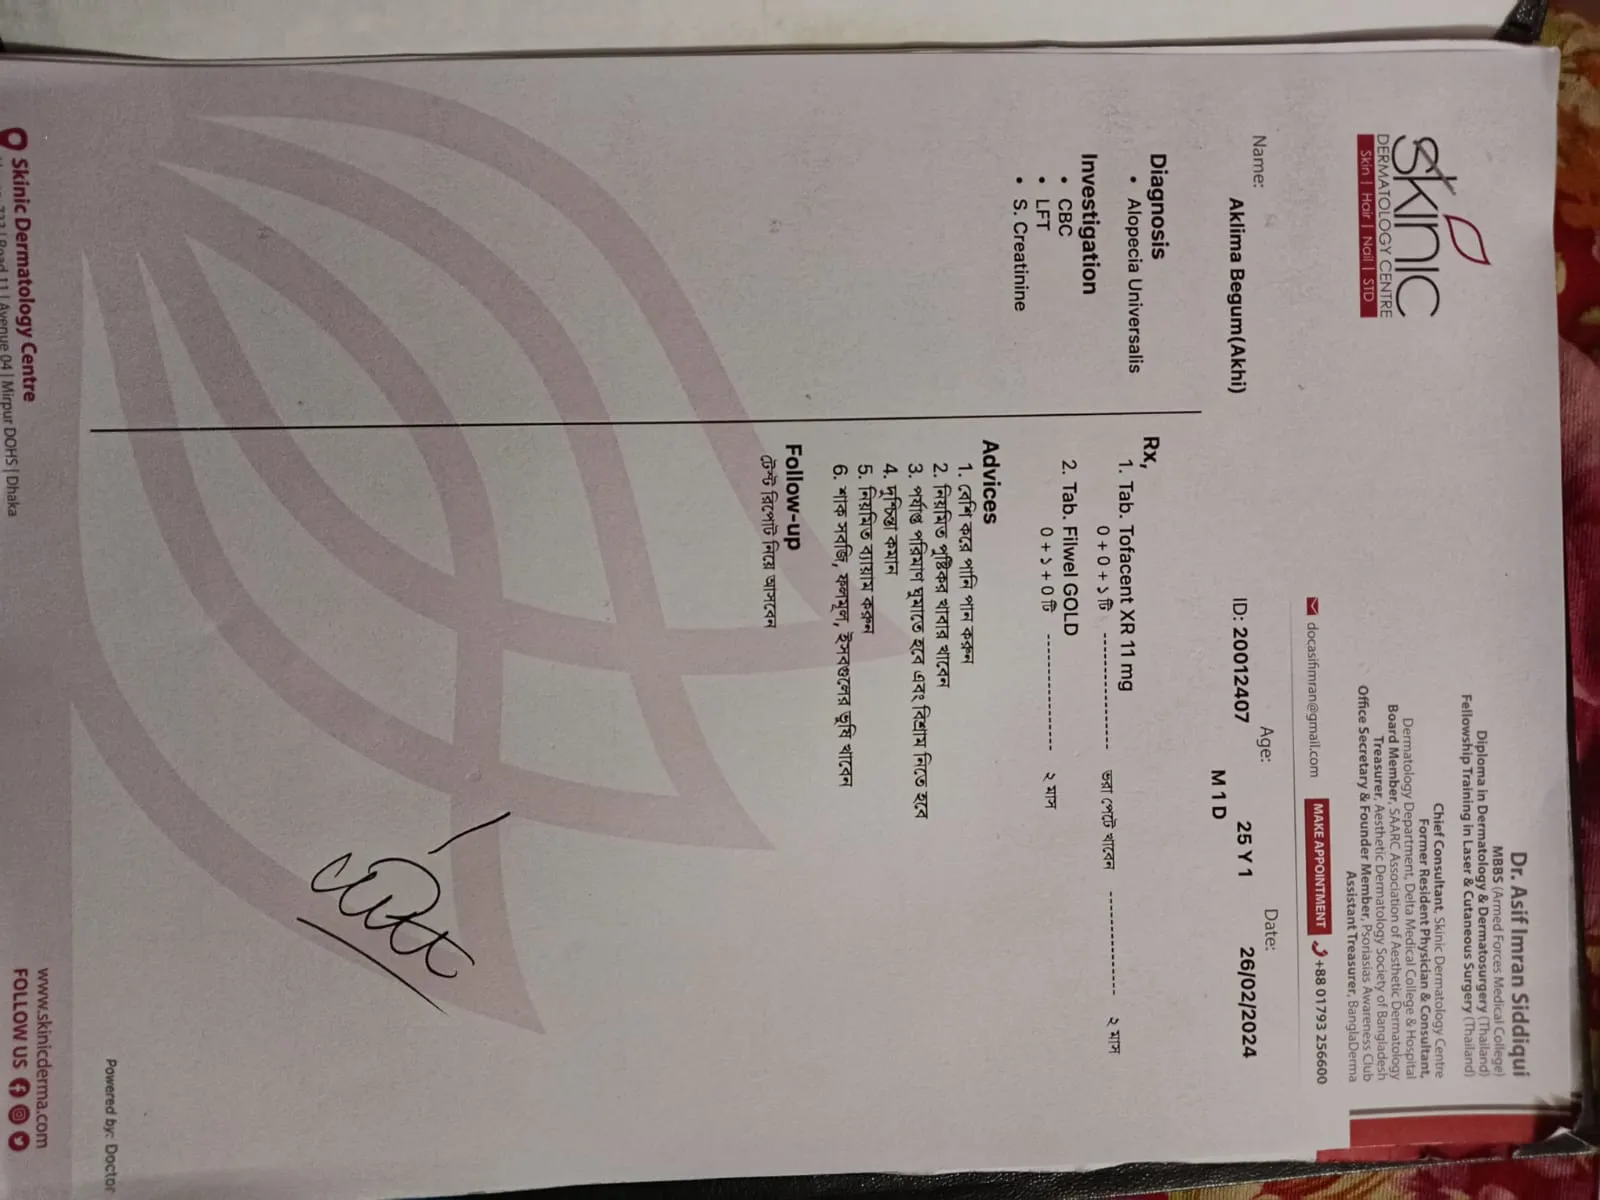 SKINIC
DERMATOLOGY CENTRE
Skin | Hair | Nail | STD
Dr. Asif Imran Siddiqui
MBBS (Armed Forces Medical College)
Diploma in Dermatology & Dermatosurgery (Thailand)
Fellowship Training in Laser & Cutaneous Surgery (Thailand)
Chief Consultant, Skinic Dermatology Centre
Former Resident Physician & Consultant,
Dermatology Department, Delta Medical College & Hospital
Board Member, SAARC Association of Aesthetic Dermatology
Treasurer, Aesthetic Dermatology Society of Bangladesh
Office Secretary & Founder Member, Psoriasias Awareness Club
Assistant Treasurer, BanglaDerma
docasifimran@gmail.com MAKE APPOINTMENT +88 01793 256600
Name: Aklima Begum(Akhi) ID: 20012407 Age: 25 Y 1 Date: 26/02/2024
M 1 D
Diagnosis
• Alopecia Universalis
Investigation
• CBC
• LFT
• S. Creatinine
Rx,
1. Tab. Tofacent XR 11 mg
০ + ০ + ১ টি ---------------- ভরা পেটে খাবেন ---------------- ২ মাস
2. Tab. Filwel GOLD
০ + ১ + ০ টি ---------------- ২ মাস
Advices
1. বেশি করে পানি পান করুন
2. নিয়মিত পুষ্টিকর খাবার খাবেন
3. পর্যাপ্ত পরিমাণ ঘুমাতে হবে এবং বিশ্রাম নিতে হবে
4. দুশ্চিন্তা কমান
5. নিয়মিত ব্যায়াম করুন
6. শাক সবজি, ফলমূল, ইসবগুলের ভূষি খাবেন
Follow-up
টেস্ট রিপোর্ট নিয়ে আসবেন
Powered by: Doctor
Skinic Dermatology Centre
Road 11 | Avenue 04 | Mirpur DOHS | Dhaka
www.skinicderma.com
FOLLOW US